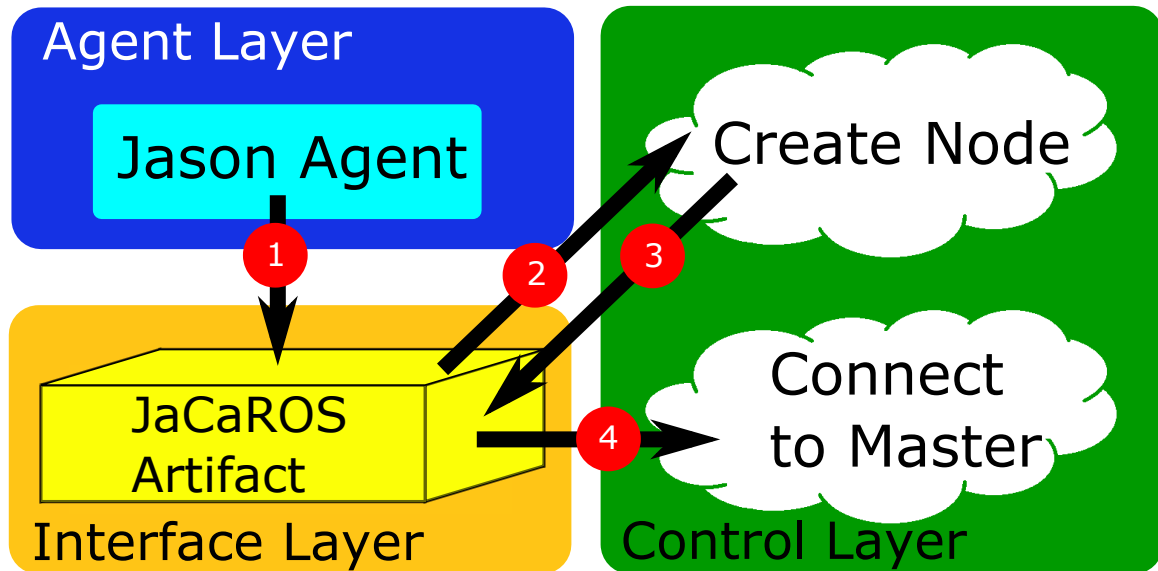 Agent Layer
Jason Agent
1
2
3
Create Node
JaCaROS
Artifact
4
Connect
to Master
Interface Layer
Control Layer